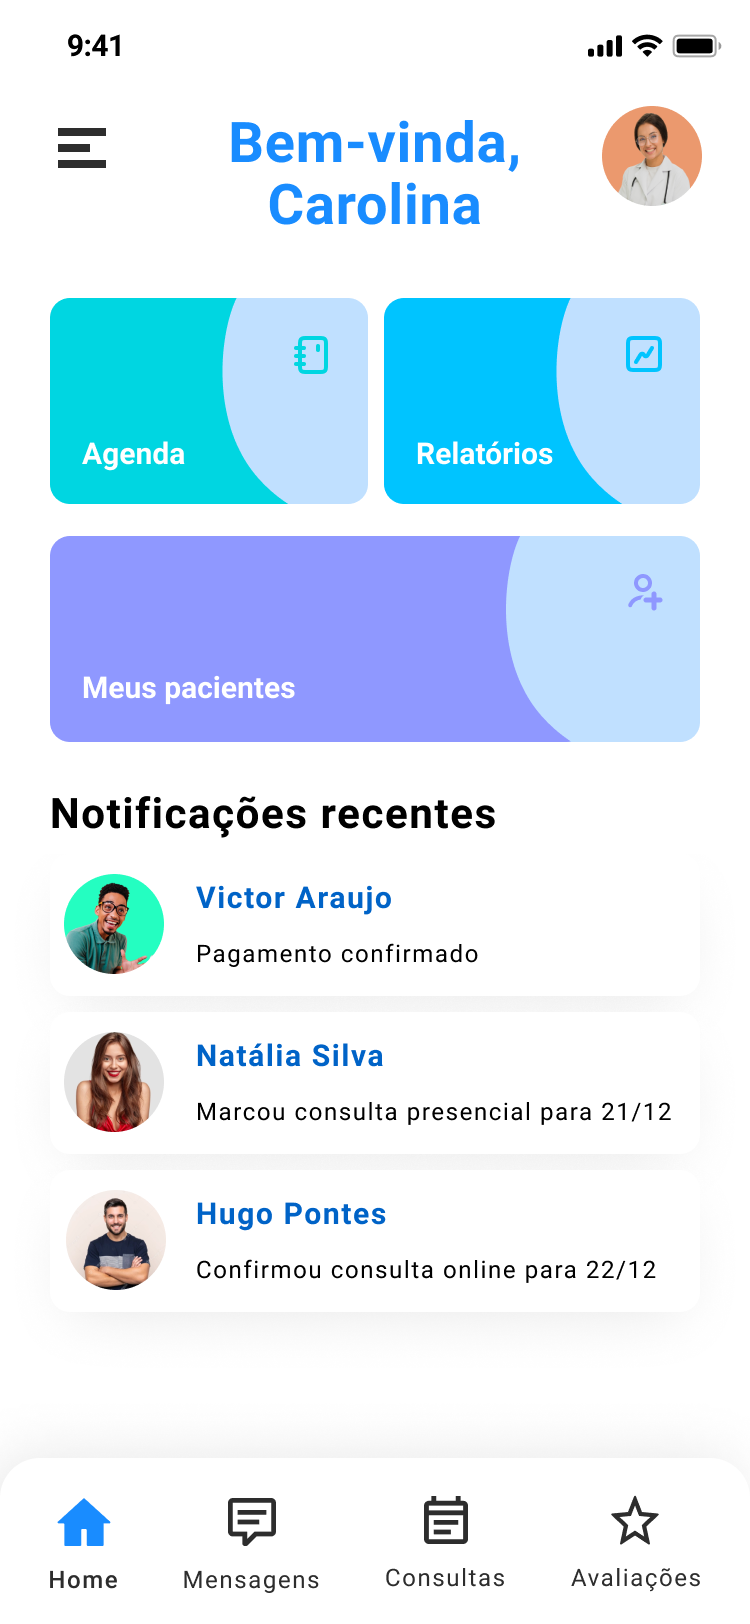 9:41
Bem-vinda,
Carolina
Agenda
Relatórios
Meus pacientes
Notificações recentes
Victor Araujo
Pagamento confirmado
Natália Silva
Marcou consulta presencial para 21/12
Hugo Pontes
Confirmou consulta online para 22/12
Home
Mensagens
Consultas
Avaliações